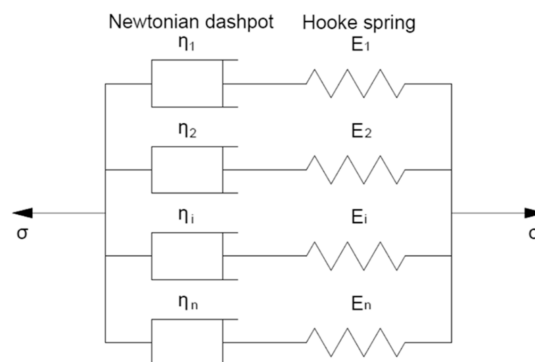 Newtonian dashpot Hooke spring
η1 E1
η2 E2
σ
ηi Ei
ηn En